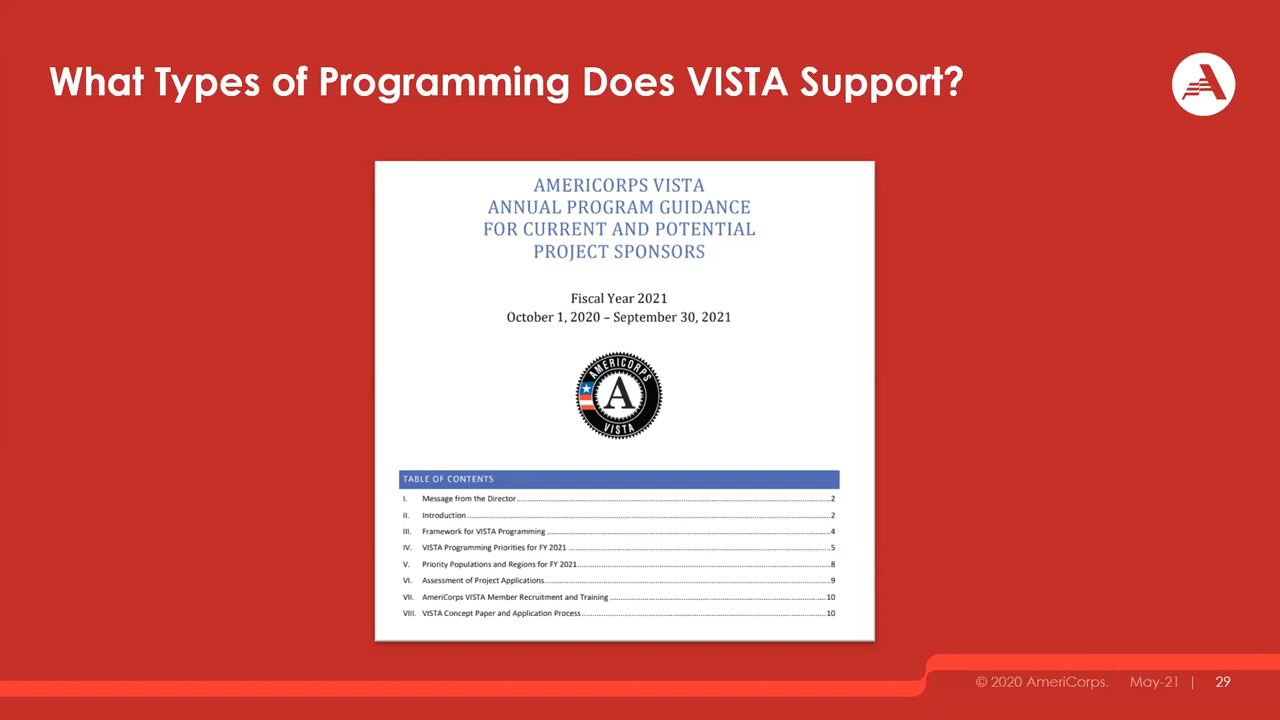 What Types of Programming Does VISTA Support?
AMERICORPS VISTA
ANNUAL PROGRAM GUIDANCE
FOR CURRENT AND POTENTIAL
PROJECT SPONSORS
Fiscal Year 2021
October 1, 2020 – September 30, 2021
AMERICORPS
A
VISTA
TABLE OF CONTENTS
I. Message from the Director 2
II. Introduction 2
III. Framework for VISTA Programming 4
IV. VISTA Programming Priorities for FY 2021 5
V. Priority Populations and Regions for FY 2021 8
VI. Assessment of Project Applications 9
VII. AmeriCorps VISTA Member Recruitment and Training 10
VIII. VISTA Concept Paper and Application Process 10
© 2020 AmeriCorps. May-21 | 29